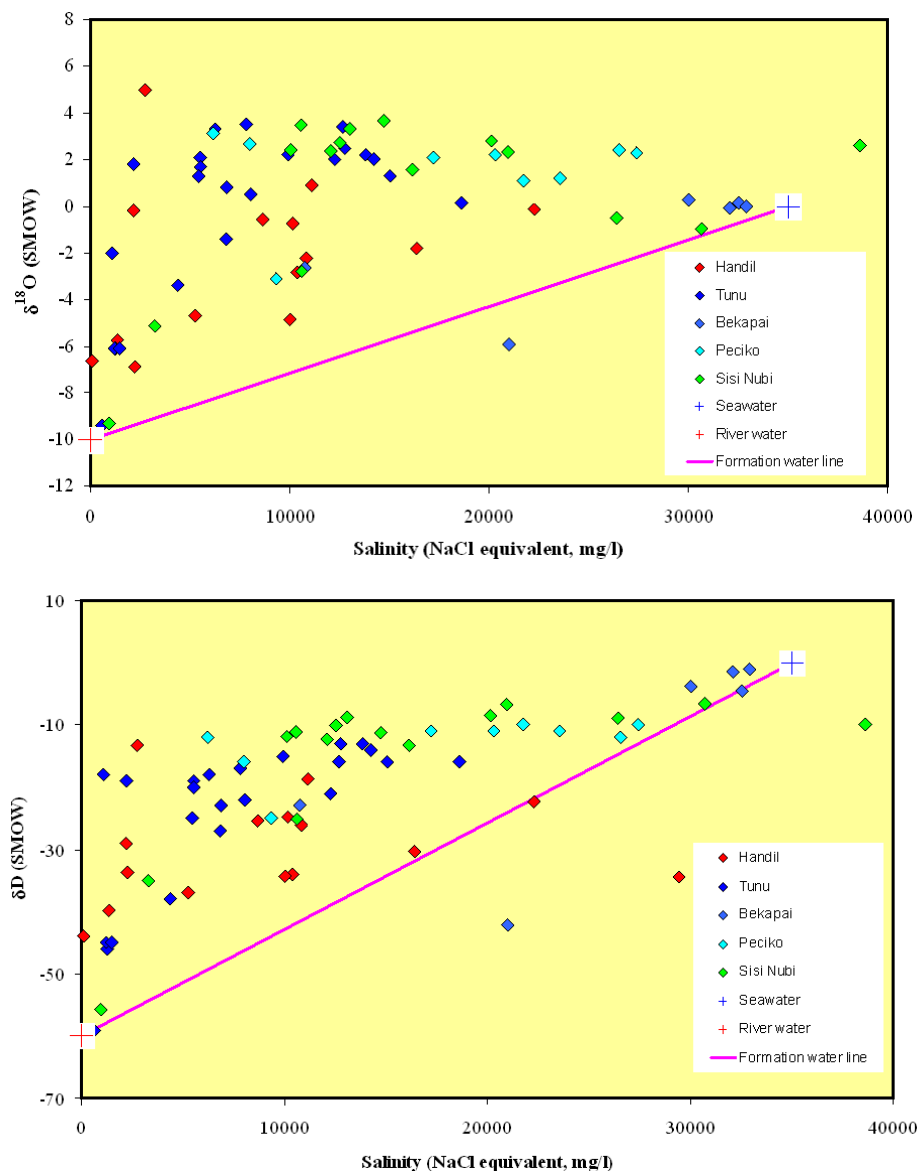 8
6
4
2
0
-2
-4
-6
-8
-10
-12
δ18O (SMOW)
Handil
Tunu
Bekapai
Peciko
Sisi Nubi
Seawater
River water
Formation water line
0 10000 20000 30000 40000
Salinity (NaCl equivalent, mg/l)
10
-10
-30
-50
-70
δD (SMOW)
Handil
Tunu
Bekapai
Peciko
Sisi Nubi
Seawater
River water
Formation water line
0 10000 20000 30000 40000
Salinity (NaCl equivalent, mg/l)